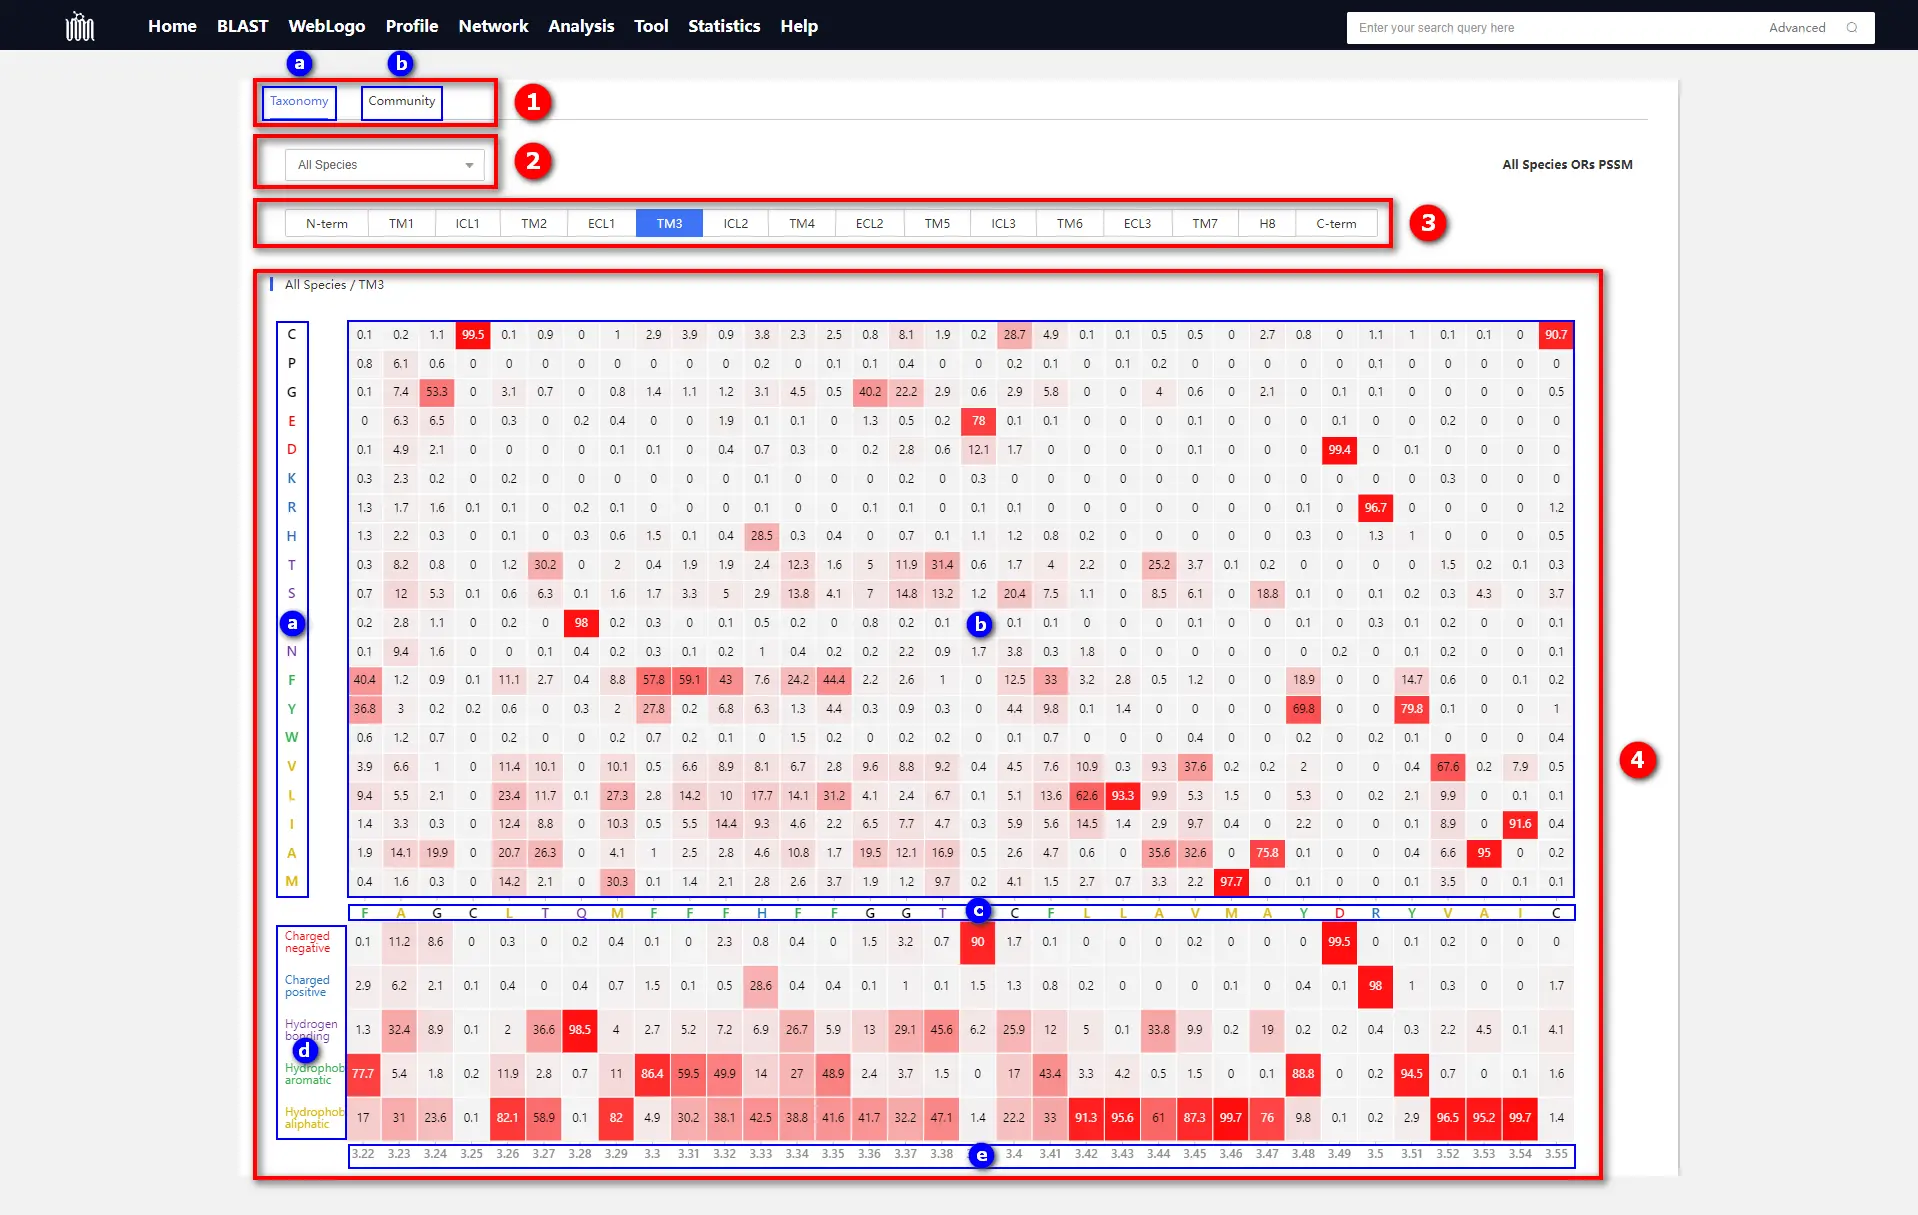 Home BLAST WebLogo Profile Network Analysis Tool Statistics Help Enter your search query here Advanced
a b
Taxonomy Community 1
All Species 2 All Species ORs PSSM
N-term TM1 ICL1 TM2 ECL1 TM3 ICL2 TM4 ECL2 TM5 ICL3 TM6 ECL3 TM7 H8 C-term 3
All Species / TM3
C 0.1 0.2 1.1 99.5 0.1 0.9 0 1 2.9 3.9 0.9 3.8 2.3 2.5 0.8 8.1 1.9 0.2 28.7 4.9 0.1 0.1 0.5 0.5 0 2.7 0.8 0 1.1 1 0.1 0.1 0 90.7
P 0.8 6.1 0.6 0 0 0 0 0 0 0 0 0.2 0 0.1 0.1 0.4 0 0 0.2 0.1 0 0.1 0.2 0 0 0 0 0 0.1 0 0 0 0 0
G 0.1 7.4 53.3 0 3.1 0.7 0 0.8 1.4 1.1 1.2 3.1 4.5 0.5 40.2 22.2 2.9 0.6 2.9 5.8 0 0 4 0.6 0 2.1 0 0.1 0.1 0 0 0 0 0.5
E 0 6.3 6.5 0 0.3 0 0.2 0.4 0 0 1.9 0.1 0.1 0 1.3 0.5 0.2 78 0.1 0.1 0 0 0 0.1 0 0 0 0.1 0 0 0.2 0 0 0
D 0.1 4.9 2.1 0 0 0 0 0.1 0.1 0 0.4 0.7 0.3 0 0.2 2.8 0.6 12.1 1.7 0 0 0 0 0.1 0 0 0 99.4 0 0.1 0 0 0 0
K 0.3 2.3 0.2 0 0.2 0 0 0 0 0 0 0.1 0 0 0 0.2 0 0.3 0 0 0 0 0 0 0 0 0 0 0 0 0.3 0 0 0
R 1.3 1.7 1.6 0.1 0.1 0 0.2 0.1 0 0 0 0.1 0 0 0.1 0.1 0 0.1 0.1 0 0 0 0 0 0 0 0.1 0 96.7 0 0 0 0 1.2
H 1.3 2.2 0.3 0 0.1 0 0.3 0.6 1.5 0.1 0.4 28.5 0.3 0.4 0 0.7 0.1 1.1 1.2 0.8 0.2 0 0 0 0 0 0.3 0 1.3 1 0 0 0 0.5
T 0.3 8.2 0.8 0 1.2 30.2 0 2 0.4 1.9 1.9 2.4 12.3 1.6 5 11.9 31.4 0.6 1.7 4 2.2 0 25.2 3.7 0.1 0.2 0 0 0 0 1.5 0.2 0.1 0.3
S 0.7 12 5.3 0.1 0.6 6.3 0.1 1.6 1.7 3.3 5 2.9 13.8 4.1 7 14.8 13.2 1.2 20.4 7.5 1.1 0 8.5 6.1 0 18.8 0.1 0 0.1 0.2 0.3 4.3 0 3.7
a 0.2 2.8 1.1 0 0.2 0 98 0.2 0.3 0 0.1 0.5 0.2 0 0.8 0.2 0.1 b 0.1 0.1 0 0 0 0.1 0 0 0.1 0 0.3 0.1 0.2 0 0 0.1
N 0.1 9.4 1.6 0 0 0.1 0.4 0.2 0.3 0.1 0.2 1 0.4 0.2 0.2 2.2 0.9 1.7 3.8 0.3 1.8 0 0 0 0 0 0 0.2 0 0.1 0.2 0 0 0.1
F 40.4 1.2 0.9 0.1 11.1 2.7 0.4 8.8 57.8 59.1 43 7.6 24.2 44.4 2.2 2.6 1 0 12.5 33 3.2 2.8 0.5 1.2 0 0 18.9 0 0 14.7 0.6 0 0.1 0.2
Y 36.8 3 0.2 0.2 0.6 0 0.3 2 27.8 0.2 6.8 6.3 1.3 4.4 0.3 0.9 0.3 0 4.4 9.8 0.1 1.4 0 0 0 0 69.8 0 0 79.8 0.1 0 0 1
W 0.6 1.2 0.7 0 0.2 0 0 0.2 0.7 0.2 0.1 0 1.5 0.2 0 0.2 0.2 0 0.1 0.7 0 0 0 0.4 0 0 0.2 0 0.2 0.1 0 0 0 0.4
V 3.9 6.6 1 0 11.4 10.1 0 10.1 0.5 6.6 8.9 8.1 6.7 2.8 9.6 8.8 9.2 0.4 4.5 7.6 10.9 0.3 9.3 37.6 0.2 0.2 2 0 0 0.4 67.6 0.2 7.9 0.5
L 9.4 5.5 2.1 0 23.4 11.7 0.1 27.3 2.8 14.2 10 17.7 14.1 31.2 4.1 2.4 6.7 0.1 5.1 13.6 62.6 93.3 9.9 5.3 1.5 0 5.3 0 0.2 2.1 9.9 0 0.1 0.1
I 1.4 3.3 0.3 0 12.4 8.8 0 10.3 0.5 5.5 14.4 9.3 4.6 2.2 6.5 7.7 4.7 0.3 5.9 5.6 14.5 1.4 2.9 9.7 0.4 0 2.2 0 0 0.1 8.9 0 91.6 0.4
A 1.9 14.1 19.9 0 20.7 26.3 0 4.1 1 2.5 2.8 4.6 10.8 1.7 19.5 12.1 16.9 0.5 2.6 4.7 0.6 0 35.6 32.6 0 75.8 0.1 0 0 0.4 6.6 95 0 0.2
M 0.4 1.6 0.3 0 14.2 2.1 0 30.3 0.1 1.4 2.1 2.8 2.6 3.7 1.9 1.2 9.7 0.2 4.1 1.5 2.7 0.7 3.3 2.2 97.7 0 0.1 0 0 0.1 3.5 0 0.1 0.1
4
F A G C L T Q M F F F H F F G G T c C F L L A V M A Y D R Y V A I C
Charged
negative 0.1 11.2 8.6 0 0.3 0 0.2 0.4 0.1 0 2.3 0.8 0.4 0 1.5 3.2 0.7 90 1.7 0.1 0 0 0 0.2 0 0 0 99.5 0 0.1 0.2 0 0 0
Charged
positive 2.9 6.2 2.1 0.1 0.4 0 0.4 0.7 1.5 0.1 0.5 28.6 0.4 0.4 0.1 1 0.1 1.5 1.3 0.8 0.2 0 0 0 0.1 0 0.4 0.1 98 1 0.3 0 0 1.7
Hydrogen
bonding 1.3 32.4 8.9 0.1 2 36.6 98.5 4 2.7 5.2 7.2 6.9 26.7 5.9 13 29.1 45.6 6.2 25.9 12 5 0.1 33.8 9.9 0.2 19 0.2 0.2 0.4 0.3 2.2 4.5 0.1 4.1
d
Hydrophob
aromatic 77.7 5.4 1.8 0.2 11.9 2.8 0.7 11 86.4 59.5 49.9 14 27 48.9 2.4 3.7 1.5 0 17 43.4 3.3 4.2 0.5 1.5 0 0.1 88.8 0 0.2 94.5 0.7 0 0.1 1.6
Hydrophob
aliphatic 17 31 23.6 0.1 82.1 58.9 0.1 82 4.9 30.2 38.1 42.5 38.8 41.6 41.7 32.2 47.1 1.4 22.2 33 91.3 95.6 61 87.3 99.7 76 9.8 0.1 0.2 2.9 96.5 95.2 99.7 1.4
3.22 3.23 3.24 3.25 3.26 3.27 3.28 3.29 3.3 3.31 3.32 3.33 3.34 3.35 3.36 3.37 3.38 e 3.4 3.41 3.42 3.43 3.44 3.45 3.46 3.47 3.48 3.49 3.5 3.51 3.52 3.53 3.54 3.55